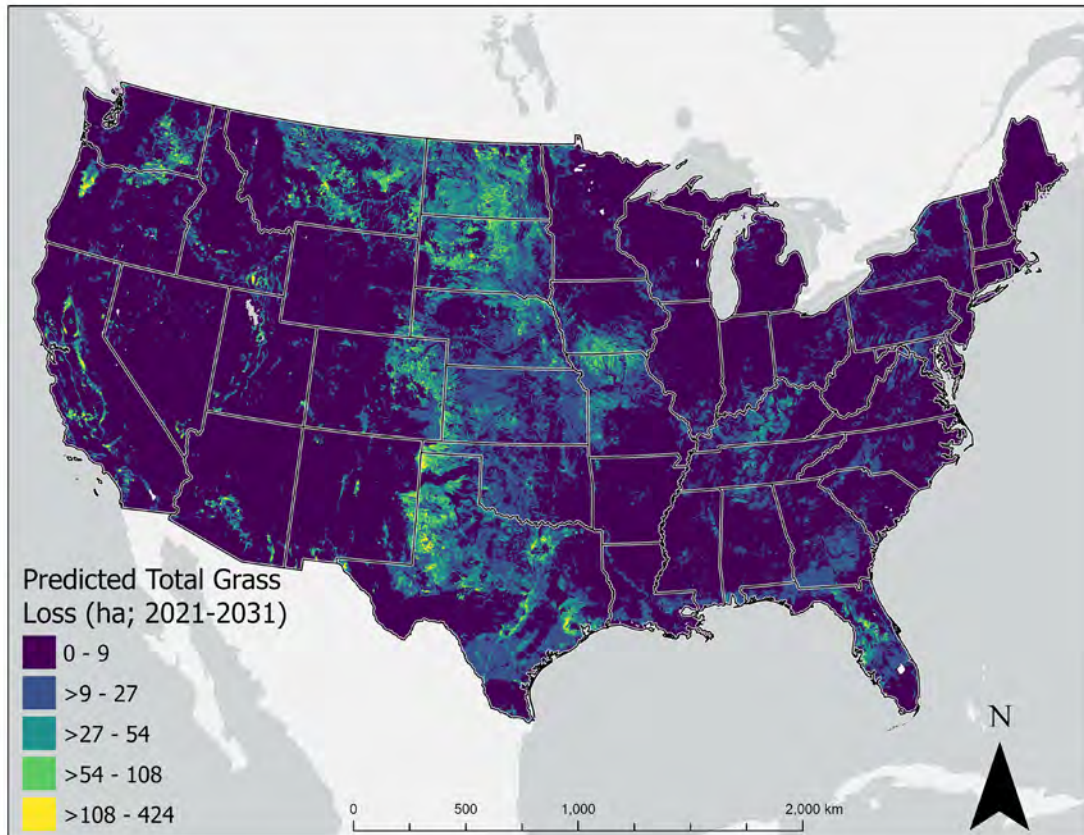 Predicted Total Grass
Loss (ha; 2021-2031)
0 - 9
>9 - 27
>27 - 54
>54 - 108
>108 - 424
N
0 500 1,000 2,000 km